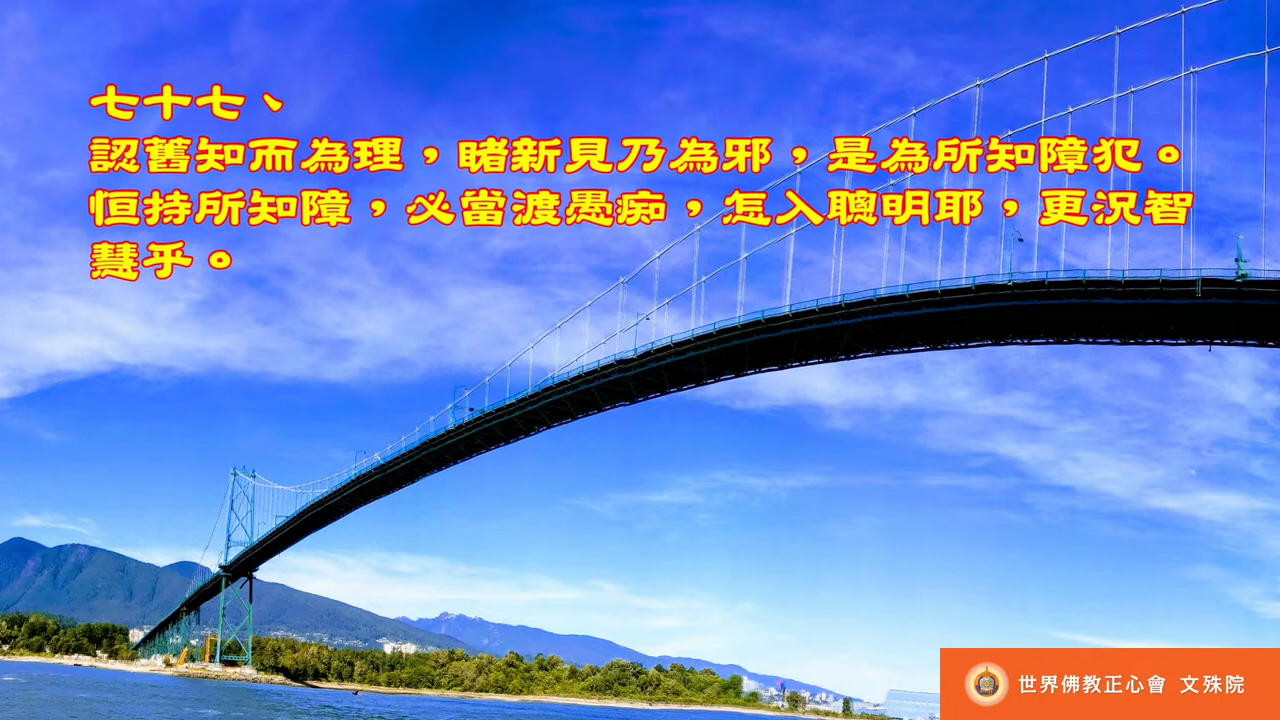 七十七、
認舊知而為理，睹新見乃為邪，是為所知障犯。
恒持所知障，必當渡愚痴，怎入聰明耶，更況智
慧乎。
世界佛教正心會 文殊院